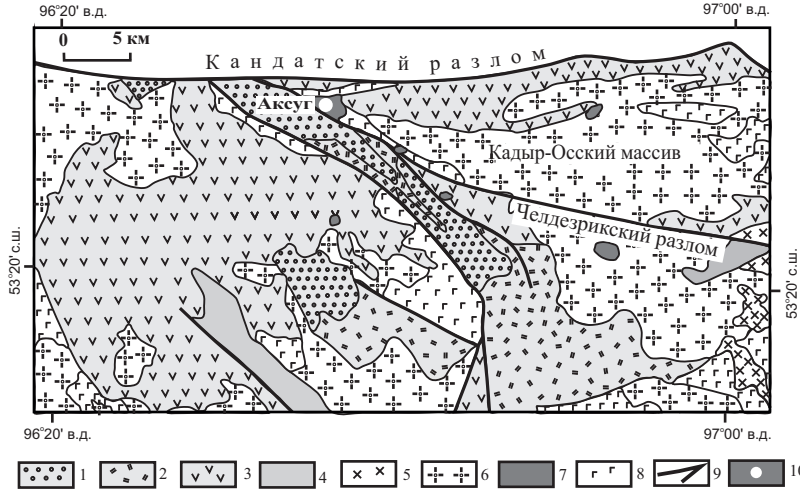 96°20' в.д.
97°00' в.д.
0 5 км
Кандатский разлом
Аксуг
Кадыр-Осский массив
Челдезрикский разлом
53°20' с.ш.
53°20' с.ш.
96°20' в.д.
97°00' в.д.
1 2 3 4 5 6 7 8 9 10